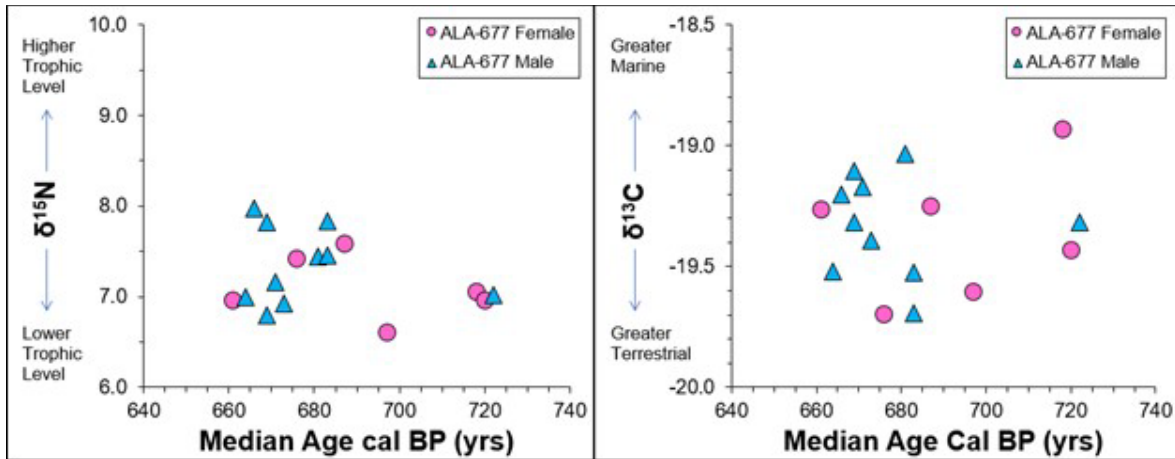 10.0
9.0
8.0
7.0
6.0
Higher
Trophic
Level
δ¹⁵N
Lower
Trophic
Level
ALA-677 Female
ALA-677 Male
640 660 680 700 720 740
Median Age cal BP (yrs)
-18.5
-19.0
-19.5
-20.0
Greater
Marine
δ¹³C
Greater
Terrestrial
ALA-677 Female
ALA-677 Male
640 660 680 700 720 740
Median Age Cal BP (yrs)